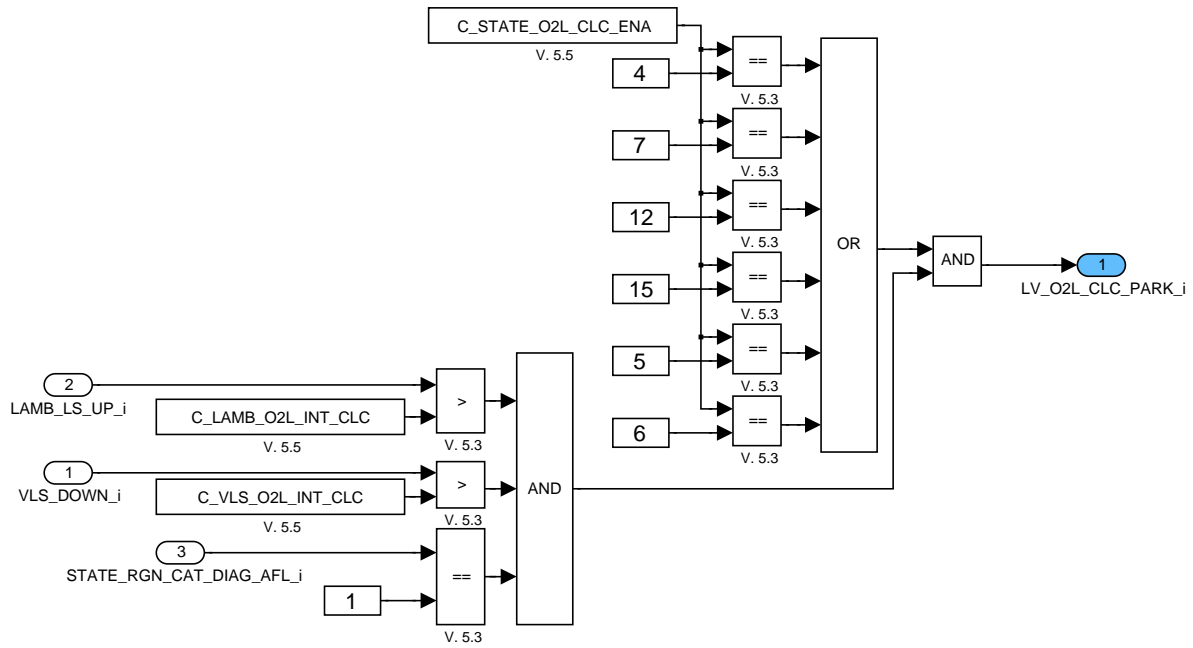 C_STATE_O2L_CLC_ENA
V. 5.5
4
==
V. 5.3
7
==
V. 5.3
12
==
V. 5.3
15
==
V. 5.3
5
==
V. 5.3
6
==
V. 5.3
OR
AND
1
LV_O2L_CLC_PARK_i
2
LAMB_LS_UP_i
C_LAMB_O2L_INT_CLC
V. 5.5
>
V. 5.3
1
VLS_DOWN_i
C_VLS_O2L_INT_CLC
V. 5.5
>
V. 5.3
AND
3
STATE_RGN_CAT_DIAG_AFL_i
1
==
V. 5.3